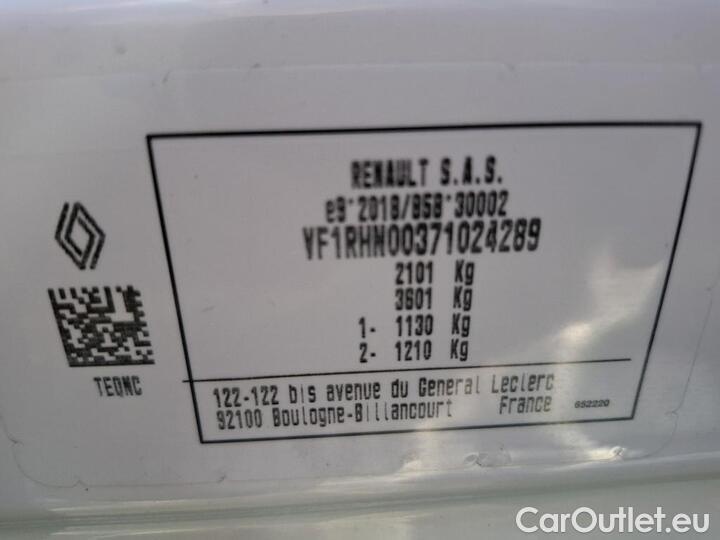 RENAULT S.A.S.
e9*2018/858*30002
VF1RHN00371024289
2101 Kg
3601 Kg
1- 1130 Kg
2- 1210 Kg
TEQNC
122-122 bis avenue du General Leclerc
92100 Boulogne-Billancourt France 652220
CarOutlet.eu